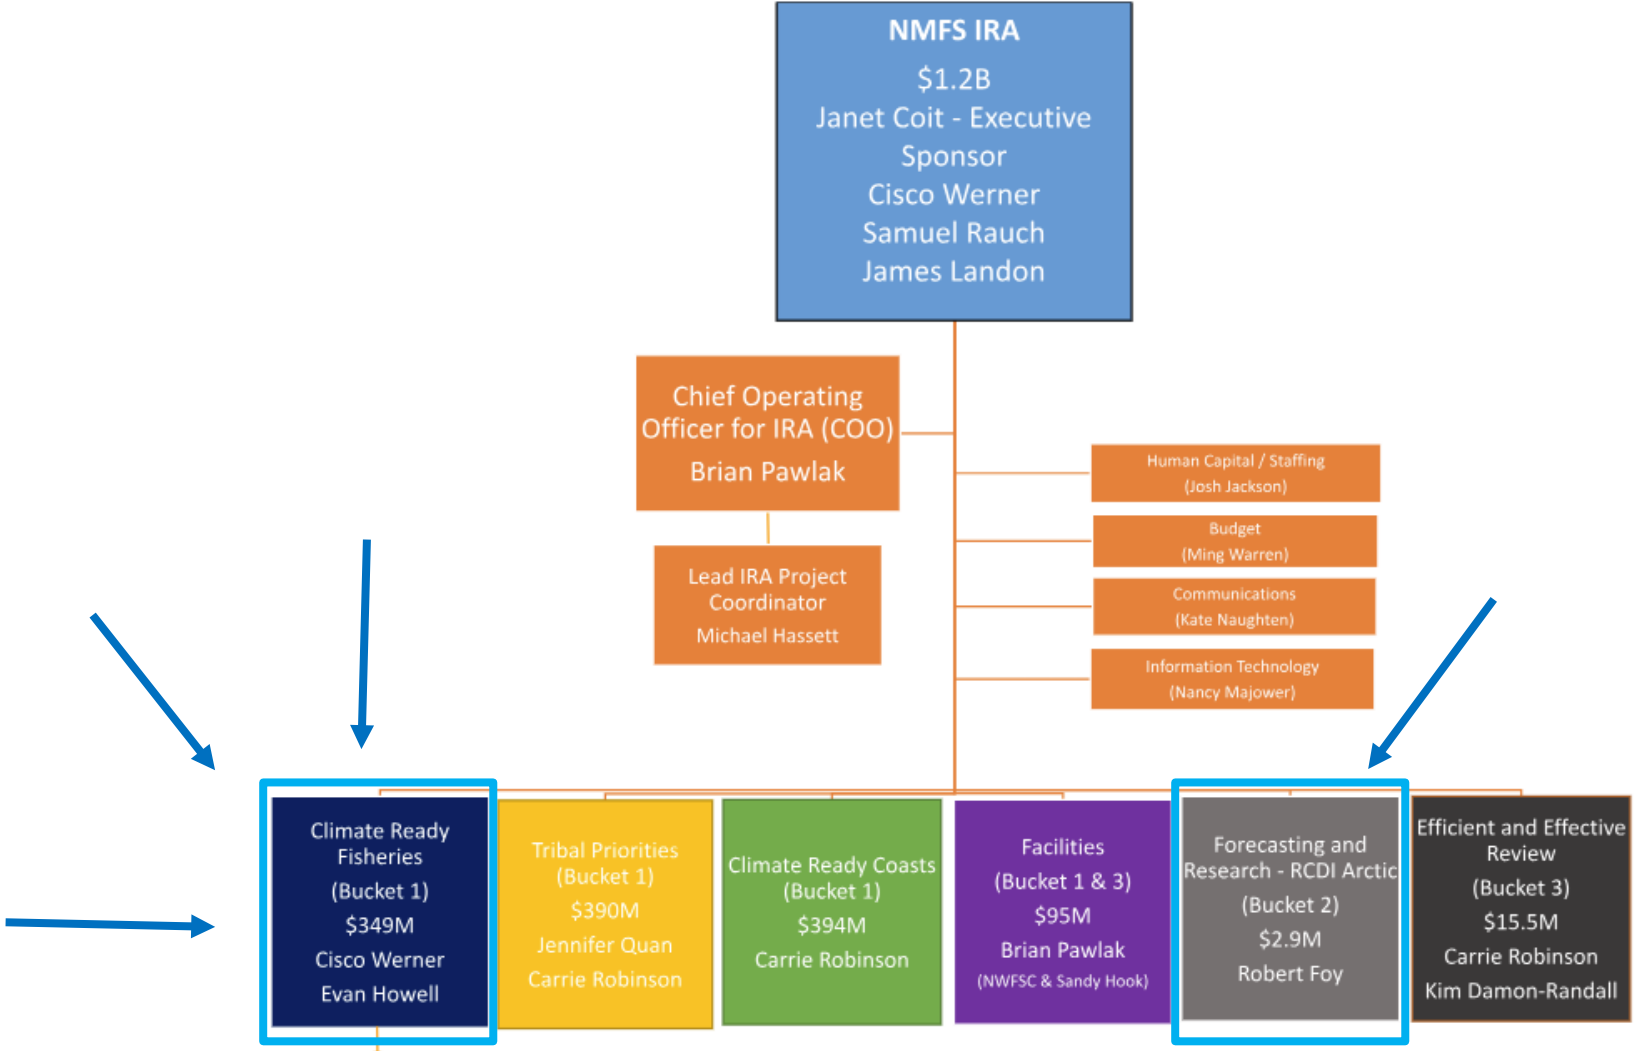 NMFS IRA
$1.2B
Janet Coit - Executive
Sponsor
Cisco Werner
Samuel Rauch
James Landon
Chief Operating
Officer for IRA (COO)
Brian Pawlak
Lead IRA Project
Coordinator
Michael Hassett
Human Capital / Staffing
(Josh Jackson)
Budget
(Ming Warren)
Communications
(Kate Naughten)
Information Technology
(Nancy Majower)
Climate Ready
Fisheries
(Bucket 1)
$349M
Cisco Werner
Evan Howell
Tribal Priorities
(Bucket 1)
$390M
Jennifer Quan
Carrie Robinson
Climate Ready Coasts
(Bucket 1)
$394M
Carrie Robinson
Facilities
(Bucket 1 & 3)
$95M
Brian Pawlak
(NWFSC & Sandy Hook)
Forecasting and
Research - RCDI Arctic
(Bucket 2)
$2.9M
Robert Foy
Efficient and Effective
Review
(Bucket 3)
$15.5M
Carrie Robinson
Kim Damon-Randall